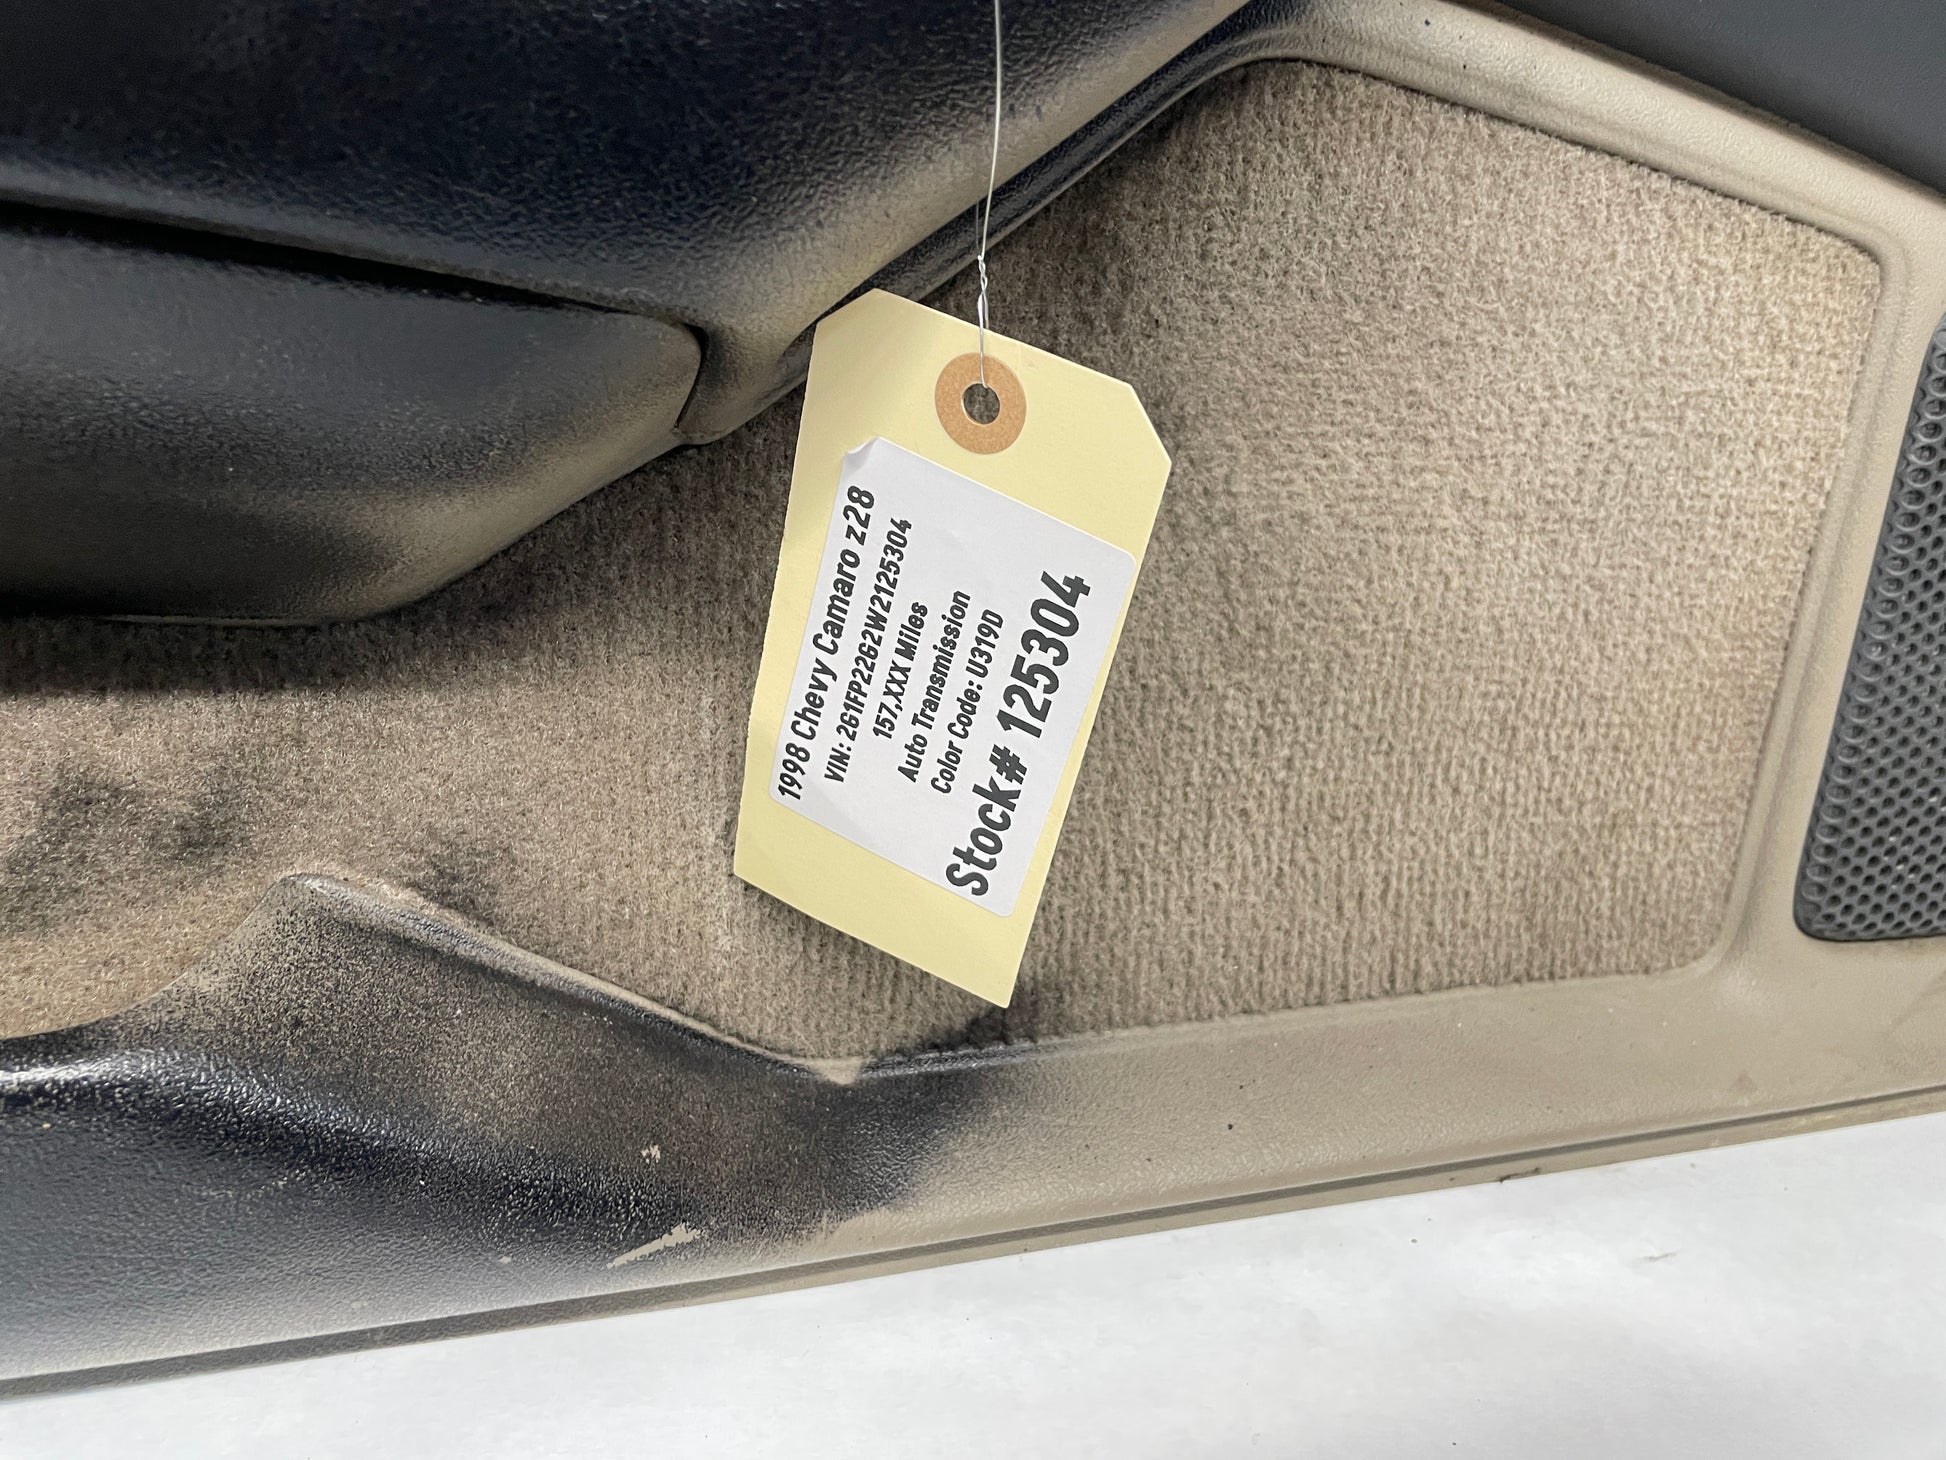 1998 Chevy Camaro z28
VIN: 2G1FP22G2W2125304
157,XXX Miles
Auto Transmission
Color Code: U319D
Stock# 125304